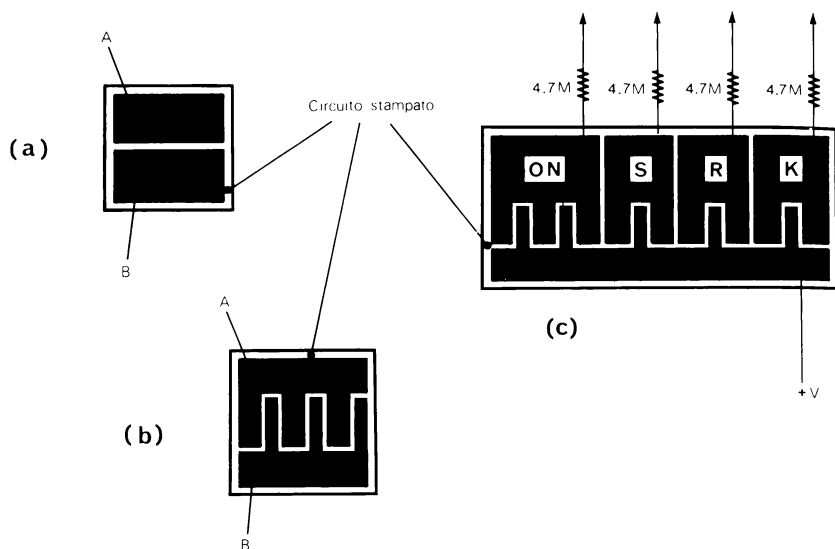 A
4.7M 4.7M 4.7M 4.7M
Circuito stampato
(a)
ON S R K
B
(c)
A
+V
(b)
B